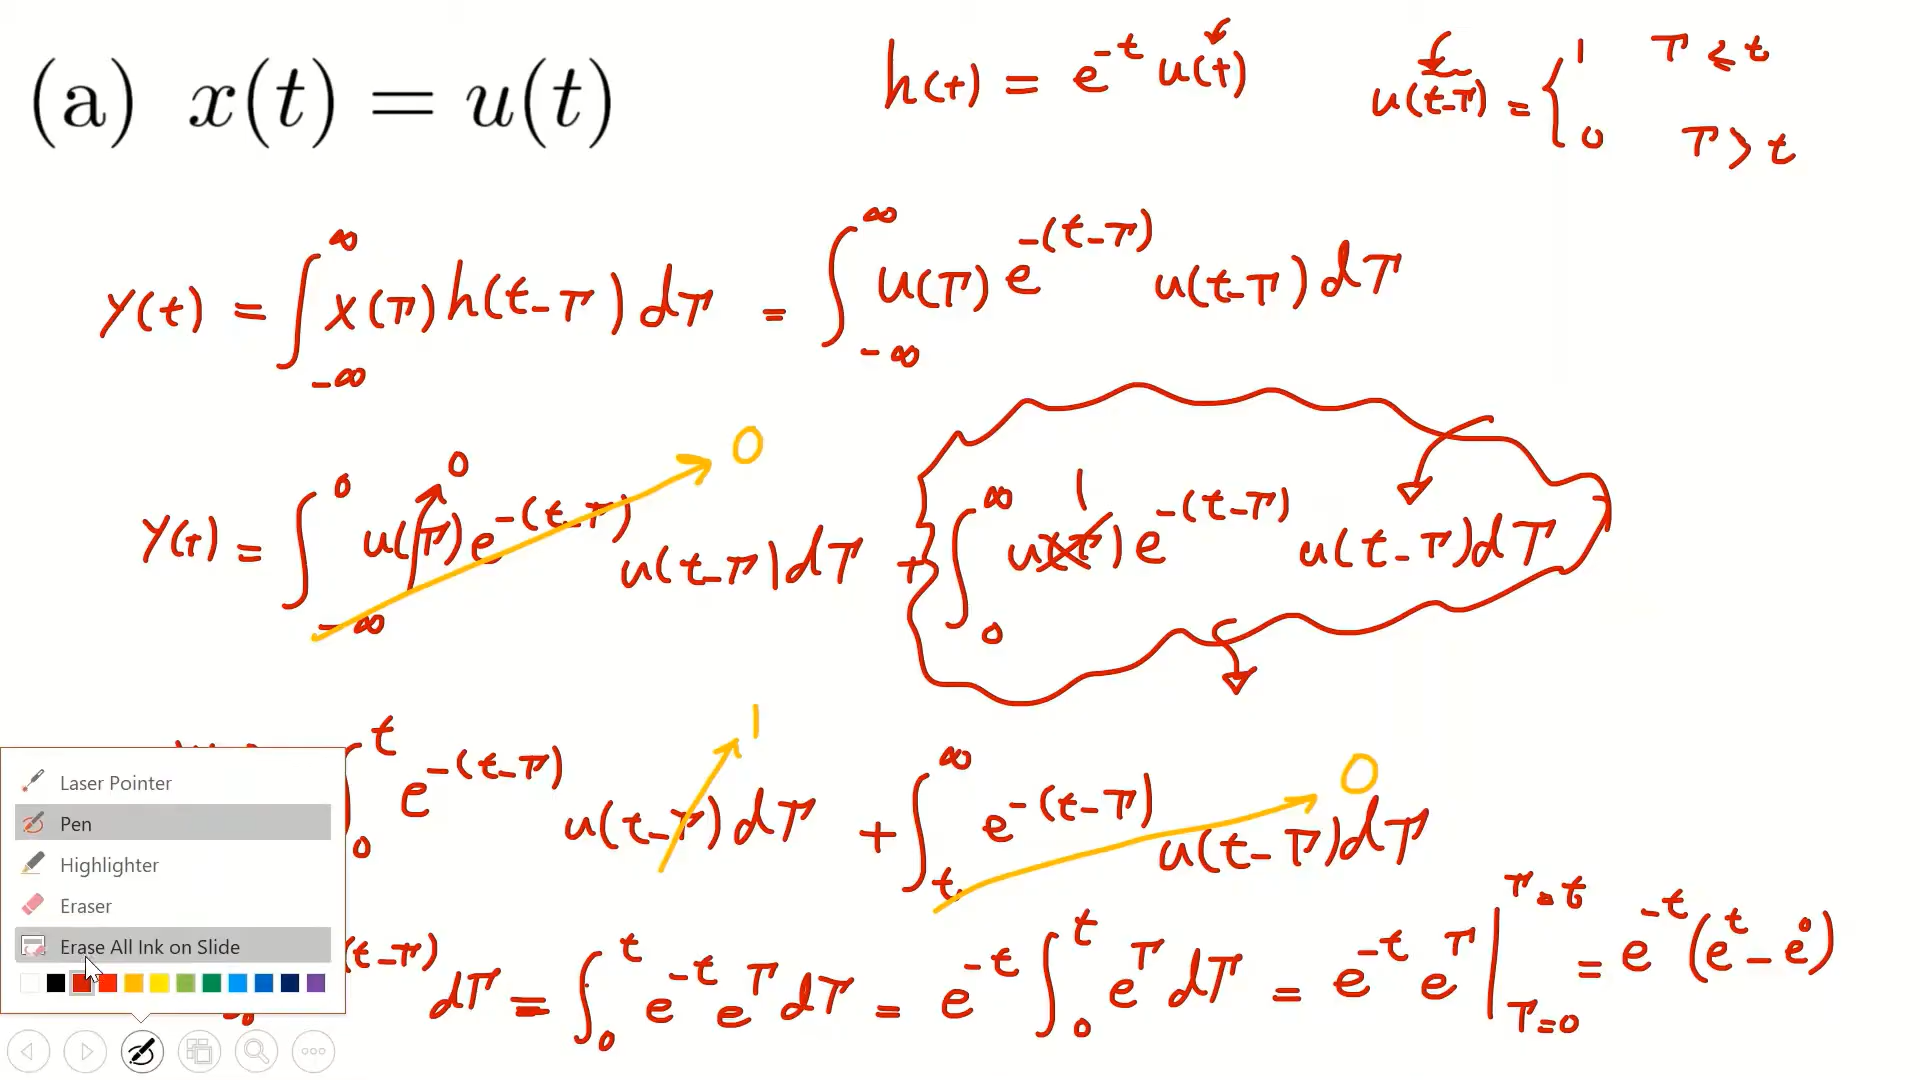 (a) x(t) = u(t)
h(t) = e^{-t} u(t)
u(t-τ) = { 1 τ ≤ t
0 τ > t
y(t) = ∫_{-∞}^{∞} x(τ) h(t-τ) dτ = ∫_{-∞}^{∞} u(τ) e^{-(t-τ)} u(t-τ) dτ
0
0
y(t) = ∫_{-∞}^{0} u(τ) e^{-(t-τ)} u(t-τ) dτ + ∫_{0}^{∞} u(τ) e^{-(t-τ)} u(t-τ) dτ
1
1
0
∫_{0}^{t} e^{-(t-τ)} u(t-τ) dτ + ∫_{t}^{∞} e^{-(t-τ)} u(t-τ) dτ
(t-τ) dτ = ∫_{0}^{t} e^{-t} e^{τ} dτ = e^{-t} ∫_{0}^{t} e^{τ} dτ = e^{-t} e^{τ} |_{τ=0}^{τ=t} = e^{-t} (e^{t} - e^{0})
Laser Pointer
Pen
Highlighter
Eraser
Erase All Ink on Slide